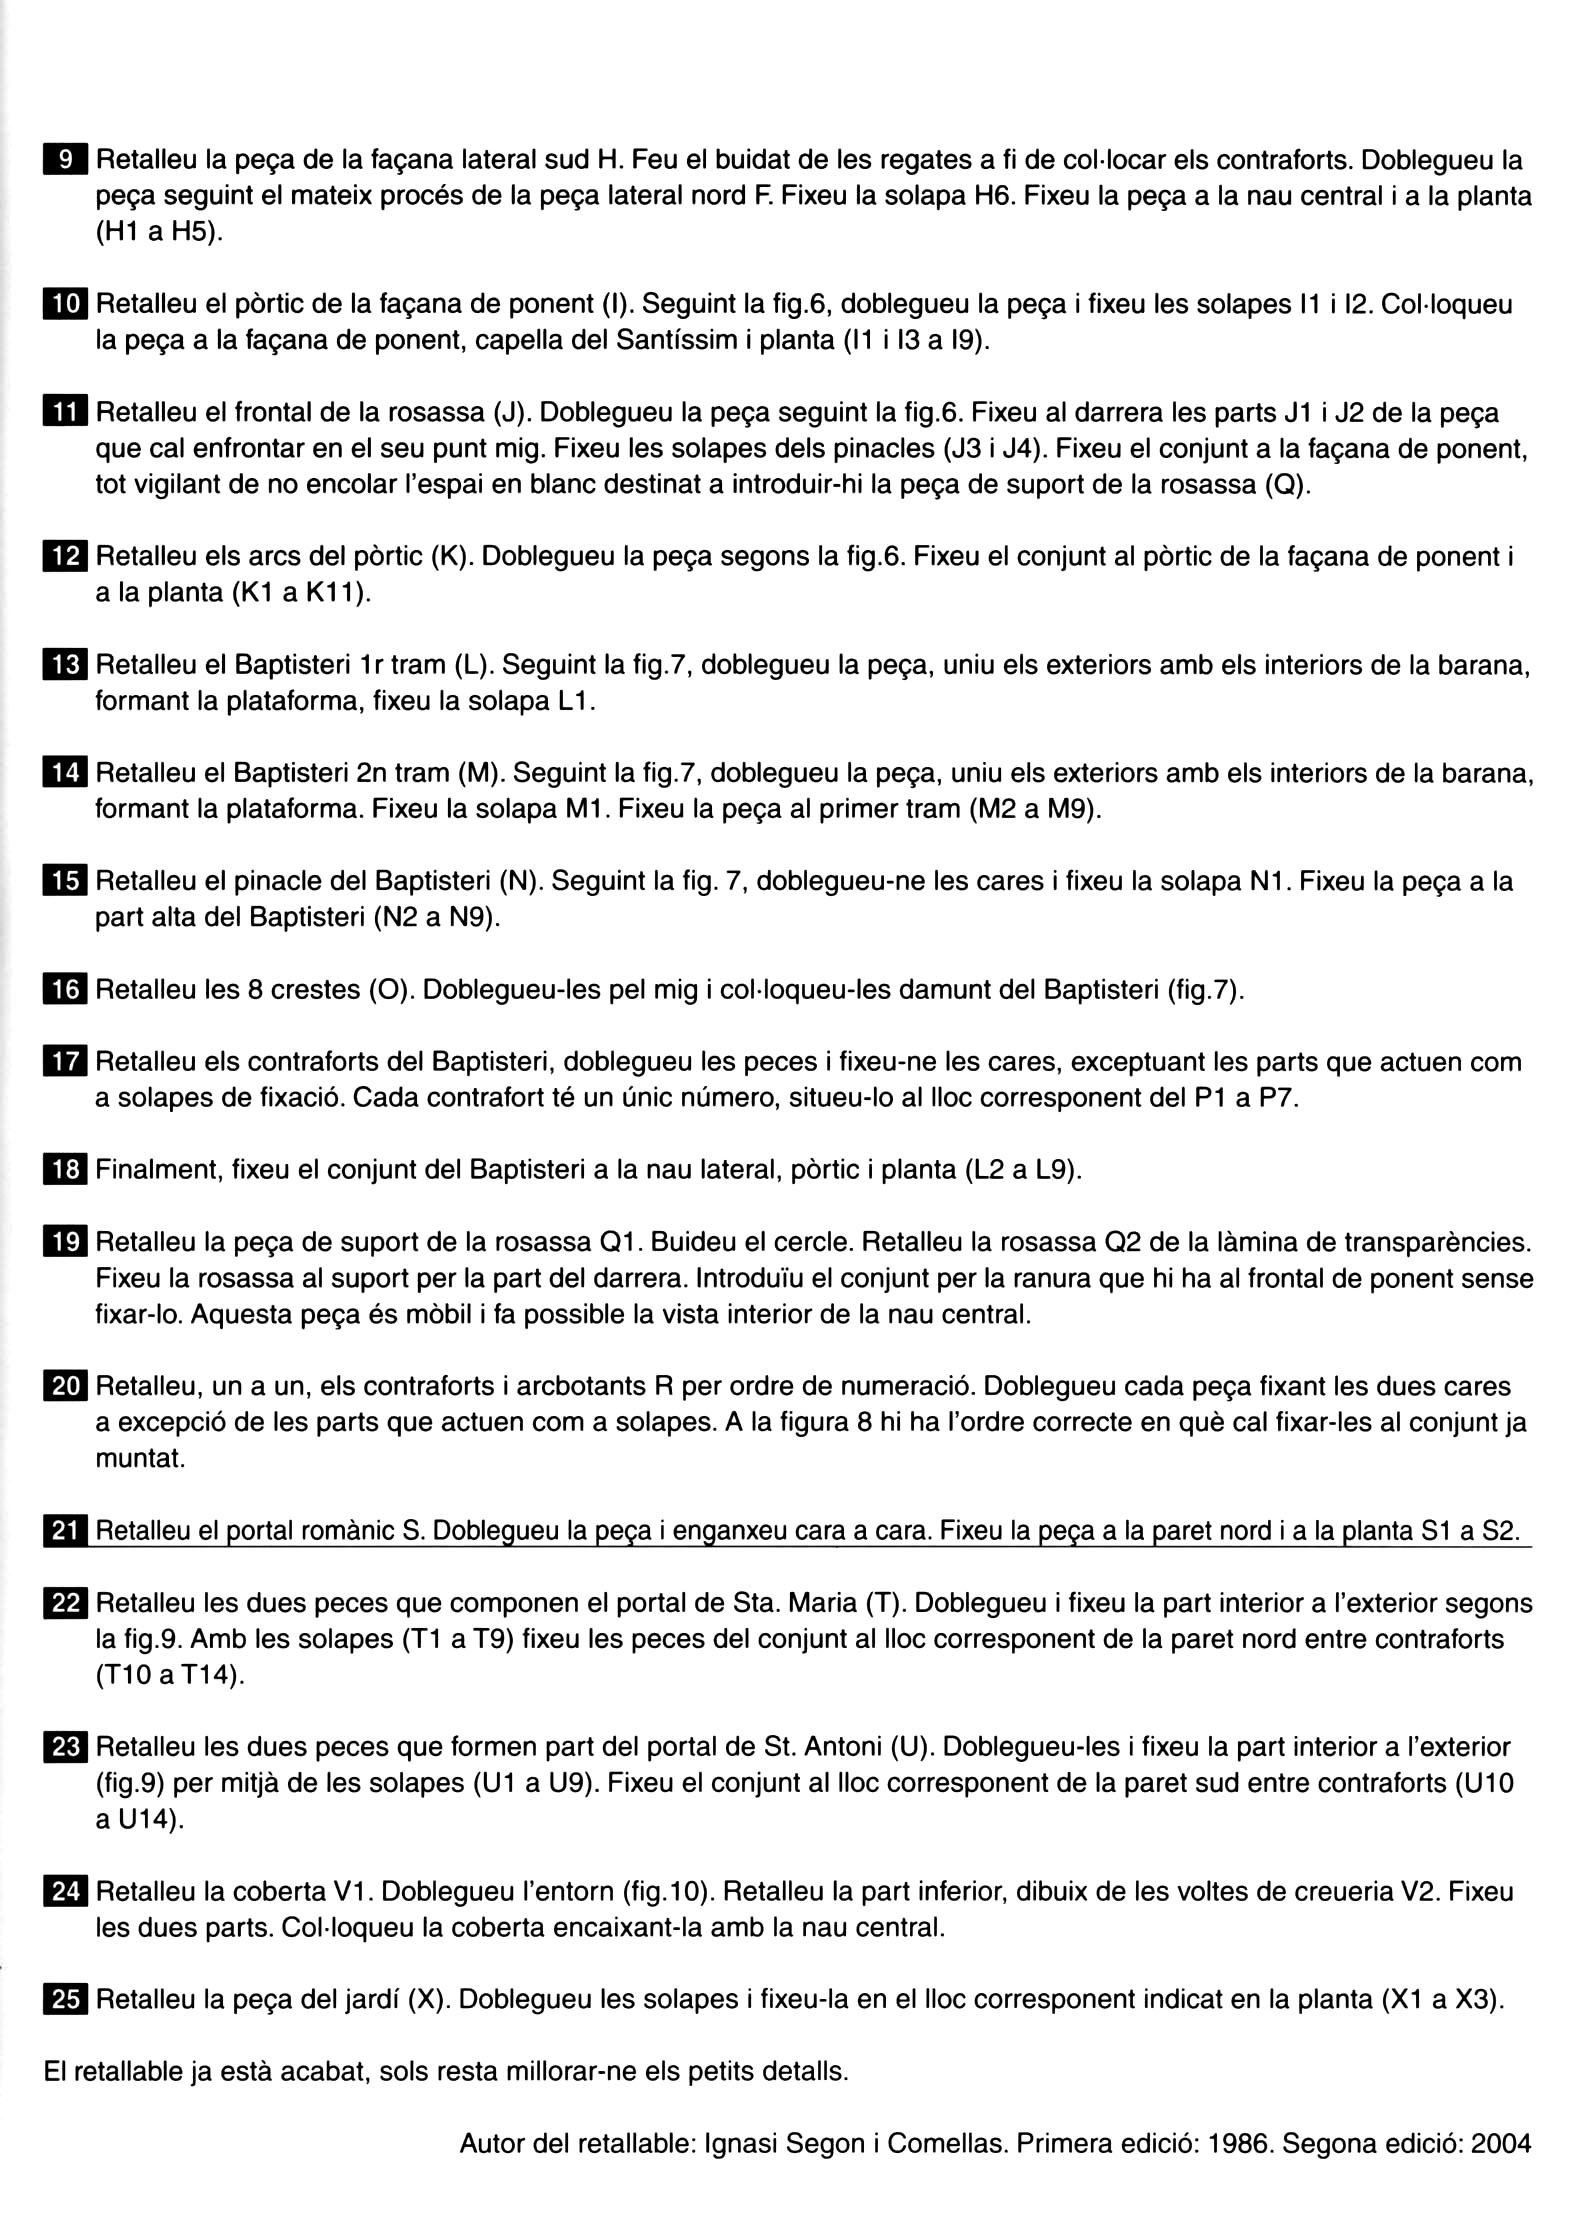 9 Retalleu la peça de la façana lateral sud H. Feu el buidat de les regates a fi de col·locar els contraforts. Doblegueu la
peça seguint el mateix procés de la peça lateral nord F. Fixeu la solapa H6. Fixeu la peça a la nau central i a la planta
(H1 a H5).
10 Retalleu el pòrtic de la façana de ponent (I). Seguint la fig.6, doblegueu la peça i fixeu les solapes I1 i I2. Col·loqueu
la peça a la façana de ponent, capella del Santíssim i planta (I1 i I3 a I9).
11 Retalleu el frontal de la rosassa (J). Doblegueu la peça seguint la fig.6. Fixeu al darrera les parts J1 i J2 de la peça
que cal enfrontar en el seu punt mig. Fixeu les solapes dels pinacles (J3 i J4). Fixeu el conjunt a la façana de ponent,
tot vigilant de no encolar l'espai en blanc destinat a introduir-hi la peça de suport de la rosassa (Q).
12 Retalleu els arcs del pòrtic (K). Doblegueu la peça segons la fig.6. Fixeu el conjunt al pòrtic de la façana de ponent i
a la planta (K1 a K11).
13 Retalleu el Baptisteri 1r tram (L). Seguint la fig.7, doblegueu la peça, uniu els exteriors amb els interiors de la barana,
formant la plataforma, fixeu la solapa L1.
14 Retalleu el Baptisteri 2n tram (M). Seguint la fig.7, doblegueu la peça, uniu els exteriors amb els interiors de la barana,
formant la plataforma. Fixeu la solapa M1. Fixeu la peça al primer tram (M2 a M9).
15 Retalleu el pinacle del Baptisteri (N). Seguint la fig. 7, doblegueu-ne les cares i fixeu la solapa N1. Fixeu la peça a la
part alta del Baptisteri (N2 a N9).
16 Retalleu les 8 crestes (O). Doblegueu-les pel mig i col·loqueu-les damunt del Baptisteri (fig.7).
17 Retalleu els contraforts del Baptisteri, doblegueu les peces i fixeu-ne les cares, exceptuant les parts que actuen com
a solapes de fixació. Cada contrafort té un únic número, situeu-lo al lloc corresponent del P1 a P7.
18 Finalment, fixeu el conjunt del Baptisteri a la nau lateral, pòrtic i planta (L2 a L9).
19 Retalleu la peça de suport de la rosassa Q1. Buideu el cercle. Retalleu la rosassa Q2 de la làmina de transparències.
Fixeu la rosassa al suport per la part del darrera. Introduïu el conjunt per la ranura que hi ha al frontal de ponent sense
fixar-lo. Aquesta peça és mòbil i fa possible la vista interior de la nau central.
20 Retalleu, un a un, els contraforts i arcbotants R per ordre de numeració. Doblegueu cada peça fixant les dues cares
a excepció de les parts que actuen com a solapes. A la figura 8 hi ha l'ordre correcte en què cal fixar-les al conjunt ja
muntat.
21 Retalleu el portal romànic S. Doblegueu la peça i enganxeu cara a cara. Fixeu la peça a la paret nord i a la planta S1 a S2.
22 Retalleu les dues peces que componen el portal de Sta. Maria (T). Doblegueu i fixeu la part interior a l'exterior segons
la fig.9. Amb les solapes (T1 a T9) fixeu les peces del conjunt al lloc corresponent de la paret nord entre contraforts
(T10 a T14).
23 Retalleu les dues peces que formen part del portal de St. Antoni (U). Doblegueu-les i fixeu la part interior a l'exterior
(fig.9) per mitjà de les solapes (U1 a U9). Fixeu el conjunt al lloc corresponent de la paret sud entre contraforts (U10
a U14).
24 Retalleu la coberta V1. Doblegueu l'entorn (fig.10). Retalleu la part inferior, dibuix de les voltes de creueria V2. Fixeu
les dues parts. Col·loqueu la coberta encaixant-la amb la nau central.
25 Retalleu la peça del jardí (X). Doblegueu les solapes i fixeu-la en el lloc corresponent indicat en la planta (X1 a X3).
El retallable ja està acabat, sols resta millorar-ne els petits detalls.
Autor del retallable: Ignasi Segon i Comellas. Primera edició: 1986. Segona edició: 2004